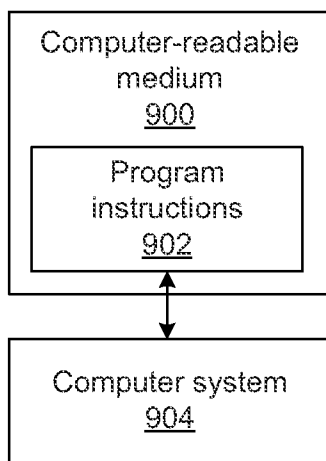 Computer-readable
medium
900
Program
instructions
902
Computer system
904